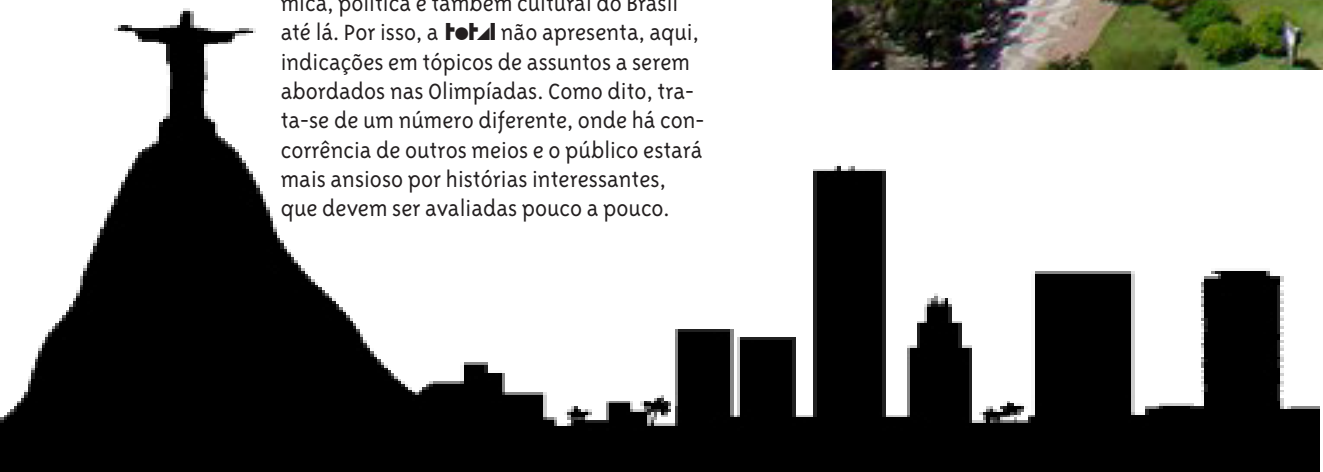 mica, política e também cultural do Brasil
até lá. Por isso, a total não apresenta, aqui,
indicações em tópicos de assuntos a serem
abordados nas Olimpíadas. Como dito, tra-
ta-se de um número diferente, onde há con-
corrência de outros meios e o público estará
mais ansioso por histórias interessantes,
que devem ser avaliadas pouco a pouco.